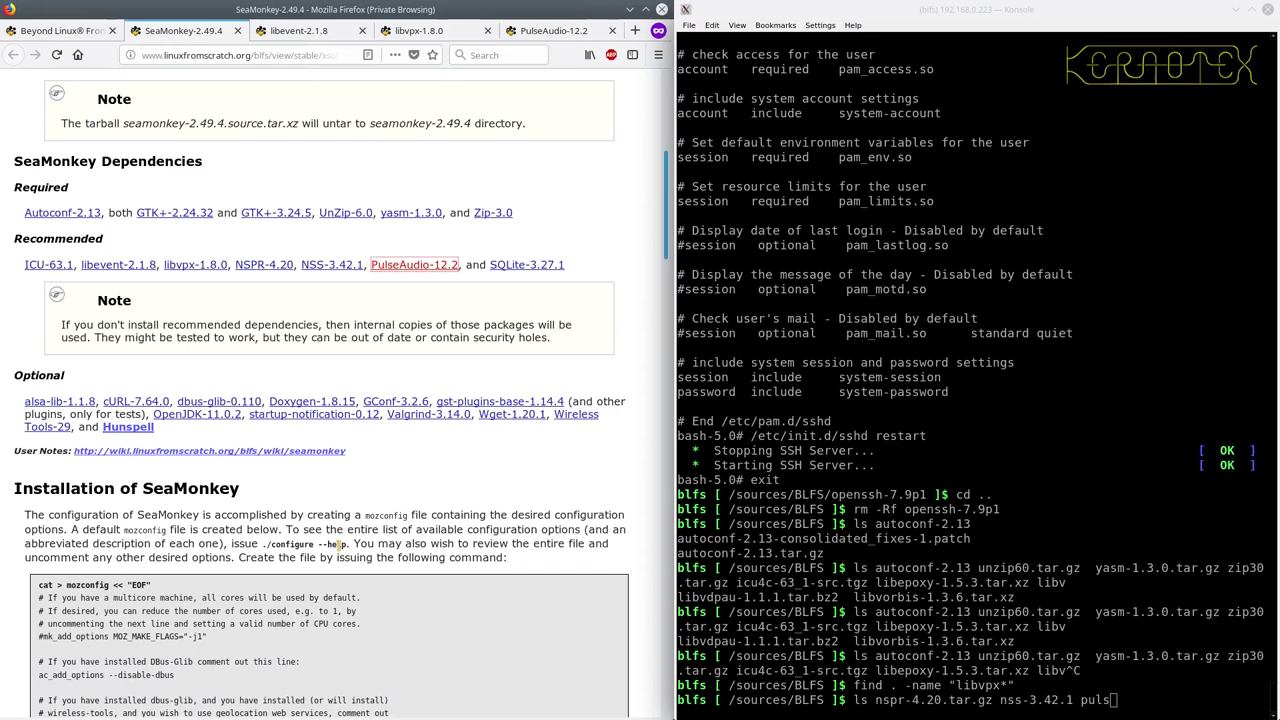 SeaMonkey-2.49.4 - Mozilla Firefox (Private Browsing)
Beyond Linux® Fron
SeaMonkey-2.49.4
libevent-2.1.8
libvpx-1.8.0
PulseAudio-12.2
www.linuxfromscratch.org/blfs/view/stable/xso
Search
Note
The tarball seamonkey-2.49.4.source.tar.xz will untar to seamonkey-2.49.4 directory.
SeaMonkey Dependencies
Required
Autoconf-2.13, both GTK+-2.24.32 and GTK+-3.24.5, UnZip-6.0, yasm-1.3.0, and Zip-3.0
Recommended
ICU-63.1, libevent-2.1.8, libvpx-1.8.0, NSPR-4.20, NSS-3.42.1, PulseAudio-12.2, and SQLite-3.27.1
Note
If you don't install recommended dependencies, then internal copies of those packages will be
used. They might be tested to work, but they can be out of date or contain security holes.
Optional
alsa-lib-1.1.8, cURL-7.64.0, dbus-glib-0.110, Doxygen-1.8.15, GConf-3.2.6, gst-plugins-base-1.14.4 (and other
plugins, only for tests), OpenJDK-11.0.2, startup-notification-0.12, Valgrind-3.14.0, Wget-1.20.1, Wireless
Tools-29, and Hunspell
User Notes: http://wiki.linuxfromscratch.org/blfs/wiki/seamonkey
Installation of SeaMonkey
The configuration of SeaMonkey is accomplished by creating a mozconfig file containing the desired configuration
options. A default mozconfig file is created below. To see the entire list of available configuration options (and an
abbreviated description of each one), issue ./configure --help. You may also wish to review the entire file and
uncomment any other desired options. Create the file by issuing the following command:
cat > mozconfig << "EOF"
# If you have a multicore machine, all cores will be used by default.
# If desired, you can reduce the number of cores used, e.g. to 1, by
# uncommenting the next line and setting a valid number of CPU cores.
#mk_add_options MOZ_MAKE_FLAGS="-j1"
# If you have installed DBus-Glib comment out this line:
ac_add_options --disable-dbus
# If you have installed dbus-glib, and you have installed (or will install)
# wireless-tools, and you wish to use geolocation web services, comment out
(blfs) 192.168.0.223 — Konsole
File Edit View Bookmarks Settings Help
KERNOTEX
# check access for the user
account required pam_access.so
# include system account settings
account include system-account
# Set default environment variables for the user
session required pam_env.so
# Set resource limits for the user
session required pam_limits.so
# Display date of last login - Disabled by default
#session optional pam_lastlog.so
# Display the message of the day - Disabled by default
#session optional pam_motd.so
# Check user's mail - Disabled by default
#session optional pam_mail.so standard quiet
# include system session and password settings
session include system-session
password include system-password
# End /etc/pam.d/sshd
bash-5.0# /etc/init.d/sshd restart
* Stopping SSH Server... [ OK ]
* Starting SSH Server... [ OK ]
bash-5.0# exit
blfs [ /sources/BLFS/openssh-7.9p1 ]$ cd ..
blfs [ /sources/BLFS ]$ rm -Rf openssh-7.9p1
blfs [ /sources/BLFS ]$ ls autoconf-2.13
autoconf-2.13-consolidated_fixes-1.patch
autoconf-2.13.tar.gz
blfs [ /sources/BLFS ]$ ls autoconf-2.13 unzip60.tar.gz yasm-1.3.0.tar.gz zip30
.tar.gz icu4c-63_1-src.tgz libepoxy-1.5.3.tar.xz libv
libvdpau-1.1.1.tar.bz2 libvorbis-1.3.6.tar.xz
blfs [ /sources/BLFS ]$ ls autoconf-2.13 unzip60.tar.gz yasm-1.3.0.tar.gz zip30
.tar.gz icu4c-63_1-src.tgz libepoxy-1.5.3.tar.xz libv
libvdpau-1.1.1.tar.bz2 libvorbis-1.3.6.tar.xz
blfs [ /sources/BLFS ]$ ls autoconf-2.13 unzip60.tar.gz yasm-1.3.0.tar.gz zip30
.tar.gz icu4c-63_1-src.tgz libepoxy-1.5.3.tar.xz libv^C
blfs [ /sources/BLFS ]$ find . -name "libvpx*"
blfs [ /sources/BLFS ]$ ls nspr-4.20.tar.gz nss-3.42.1 puls